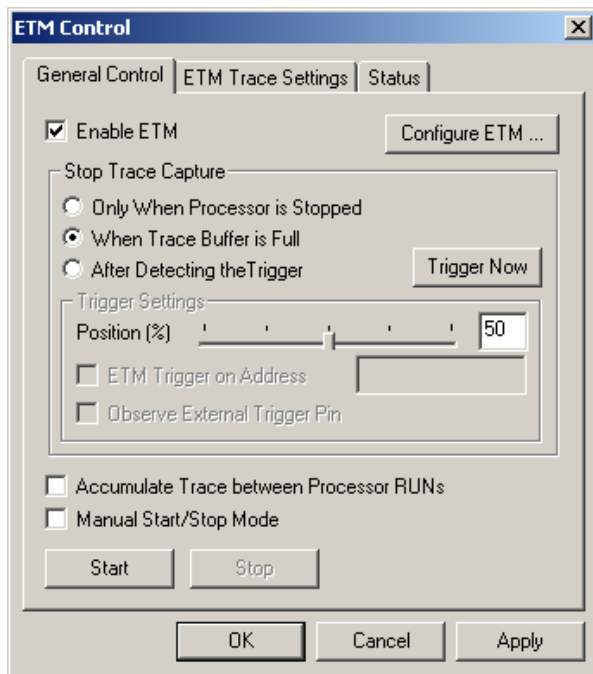 ETM Control
General Control ETM Trace Settings Status
Enable ETM Configure ETM ...
Stop Trace Capture
Only When Processor is Stopped
When Trace Buffer is Full
After Detecting theTrigger Trigger Now
Trigger Settings
Position (%) 50
ETM Trigger on Address
Observe External Trigger Pin
Accumulate Trace between Processor RUNs
Manual Start/Stop Mode
Start Stop
OK Cancel Apply